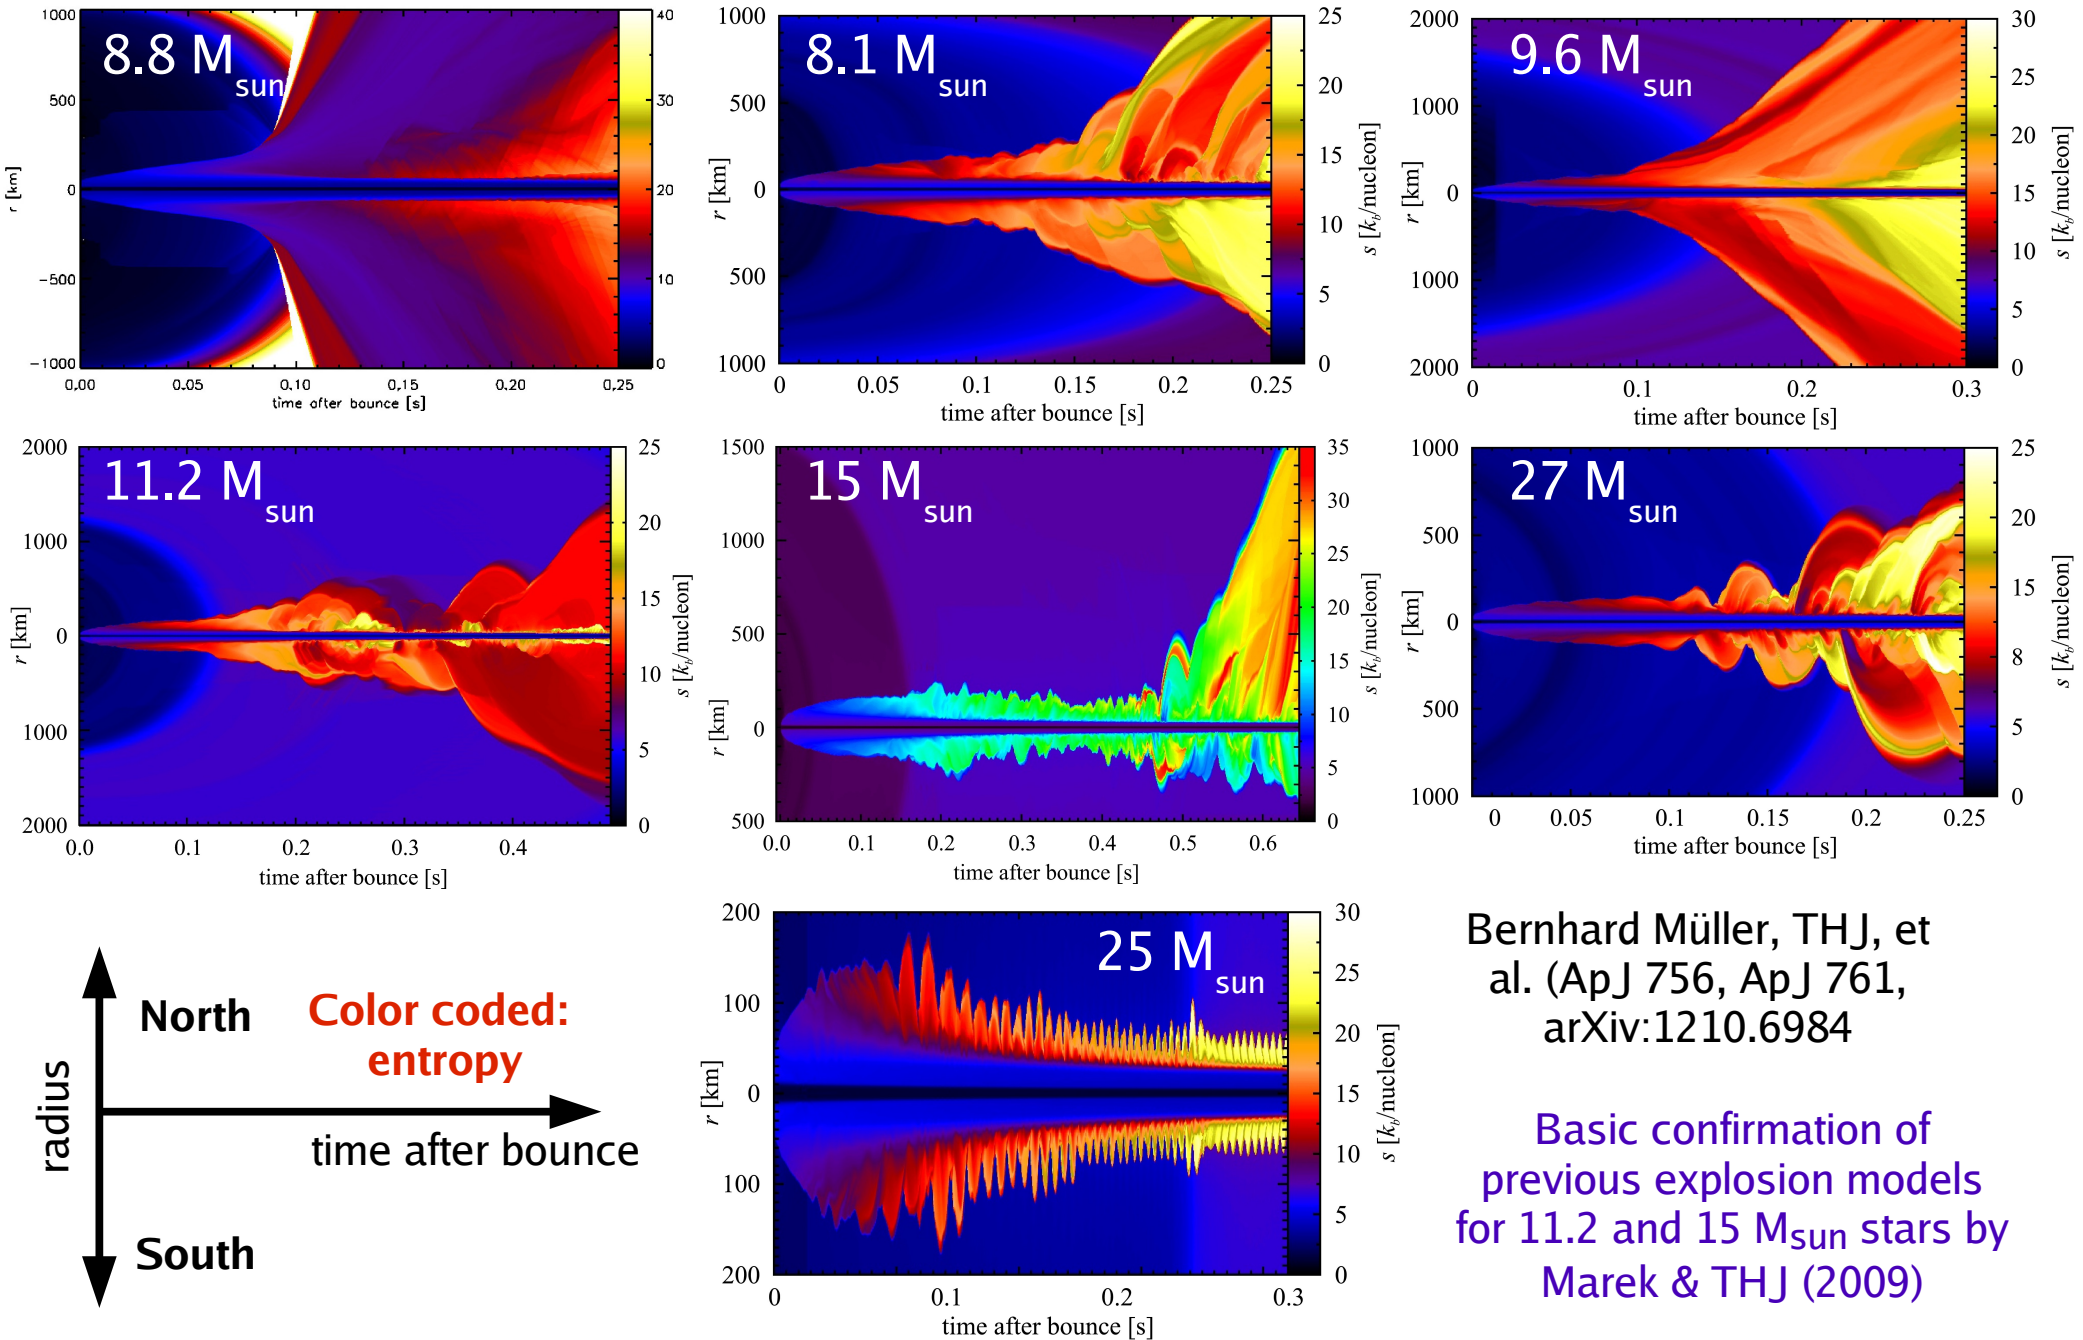 8.8 M
sun
1000
500
0
−500
−1000
r [km]
0.00
0.05
0.10
0.15
0.20
0.25
time after bounce [s]
40
30
20
10
0
8.1 M
sun
1000
500
0
500
1000
r [km]
0
0.05
0.1
0.15
0.2
0.25
time after bounce [s]
25
20
15
10
5
0
s [kb/nucleon]
9.6 M
sun
2000
1000
0
1000
2000
r [km]
0
0.1
0.2
0.3
time after bounce [s]
30
25
20
15
10
5
0
s [kb/nucleon]
11.2 M
sun
2000
1000
0
1000
2000
r [km]
0.0
0.1
0.2
0.3
0.4
time after bounce [s]
25
20
15
10
5
0
s [kb/nucleon]
15 M
sun
1500
1000
500
0
500
r [km]
r [km]
0.0
0.1
0.2
0.3
0.4
0.5
0.6
time after bounce [s]
35
30
25
20
15
10
5
0
s [kb/nucleon]
27 M
sun
1000
500
0
500
1000
r [km]
0
0.05
0.1
0.15
0.2
0.25
time after bounce [s]
25
20
15
8
5
0
s [kb/nucleon]
North
South
radius
time after bounce
Color coded:
entropy
25 M
sun
200
100
0
100
200
r [km]
0
0.1
0.2
0.3
time after bounce [s]
30
25
20
15
10
5
0
s [kb/nucleon]
Bernhard Müller, THJ, et
al. (ApJ 756, ApJ 761,
arXiv:1210.6984
Basic confirmation of
previous explosion models
for 11.2 and 15 Msun stars by
Marek & THJ (2009)